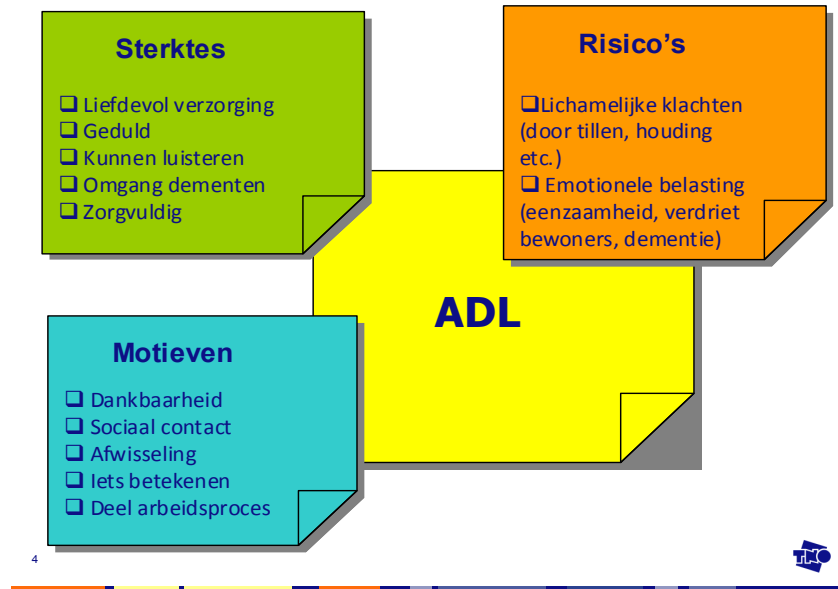 Sterktes
❑ Liefdevol verzorging
❑ Geduld
❑ Kunnen luisteren
❑ Omgang dementen
❑ Zorgvuldig
Risico's
❑Lichamelijke klachten
(door tillen, houding
etc.)
❑ Emotionele belasting
(eenzaamheid, verdriet
bewoners, dementie)
ADL
Motieven
❑ Dankbaarheid
❑ Sociaal contact
❑ Afwisseling
❑ Iets betekenen
❑ Deel arbeidsproces
4
TNO